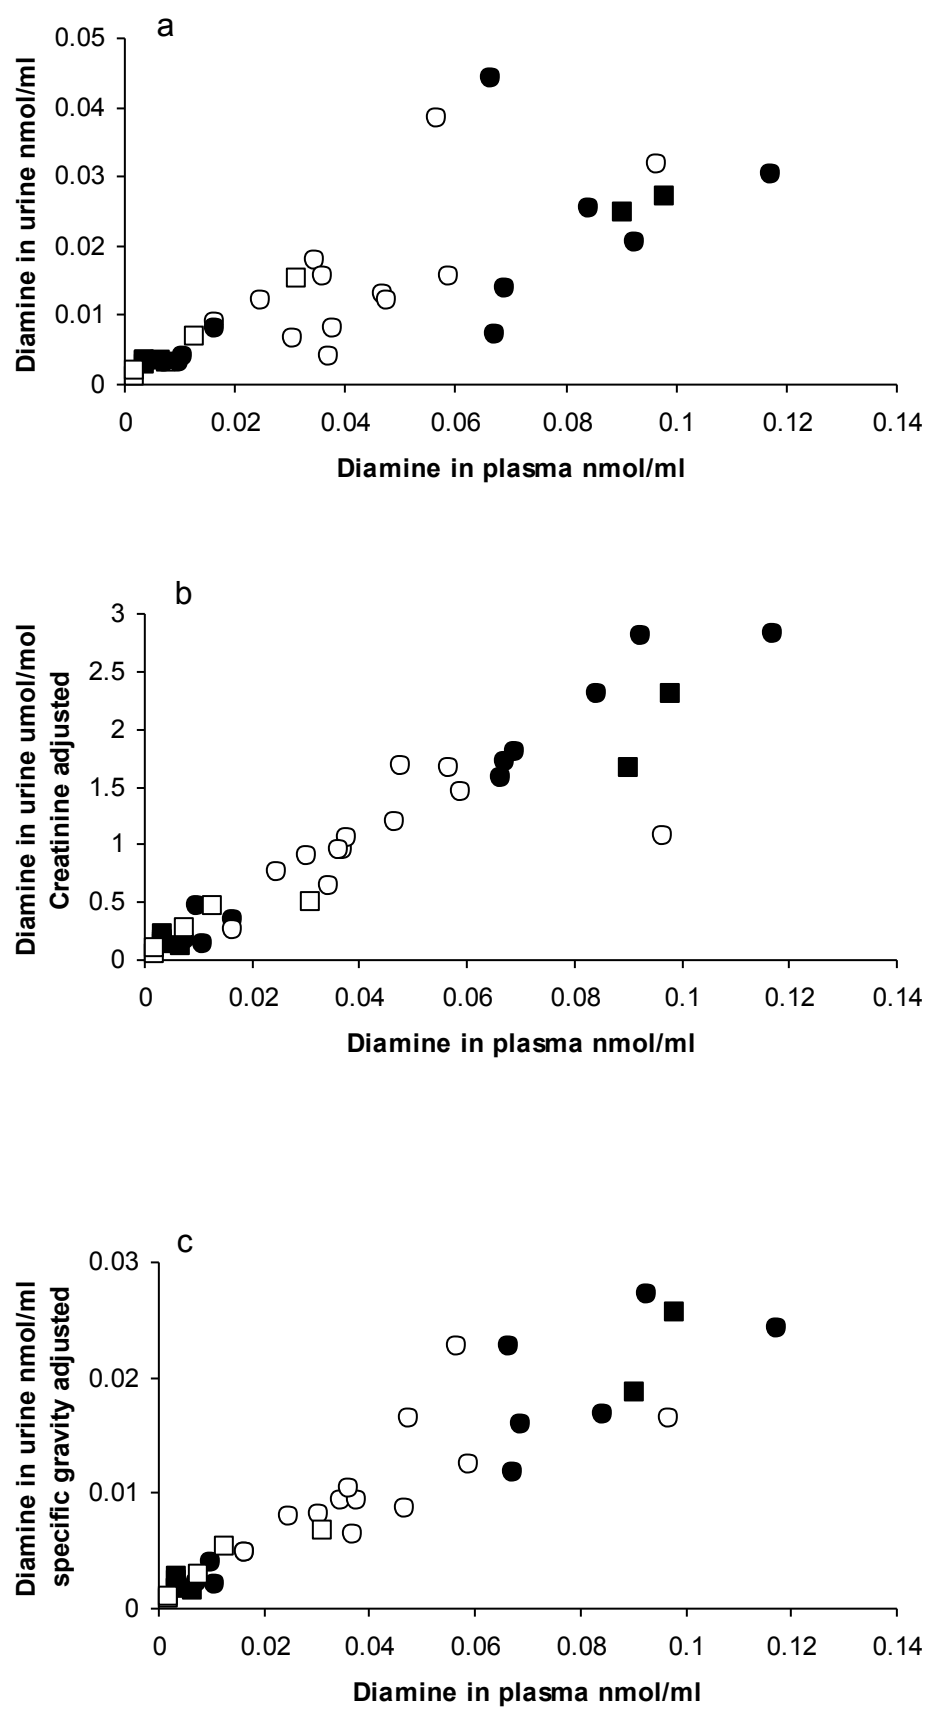 a
Diamine in urine nmol/ml
0.05
0.04
0.03
0.02
0.01
0
0 0.02 0.04 0.06 0.08 0.1 0.12 0.14
Diamine in plasma nmol/ml
b
Diamine in urine umol/mol
Creatinine adjusted
3
2.5
2
1.5
1
0.5
0
0 0.02 0.04 0.06 0.08 0.1 0.12 0.14
Diamine in plasma nmol/ml
c
Diamine in urine nmol/ml
specific gravity adjusted
0.03
0.02
0.01
0
0 0.02 0.04 0.06 0.08 0.1 0.12 0.14
Diamine in plasma nmol/ml